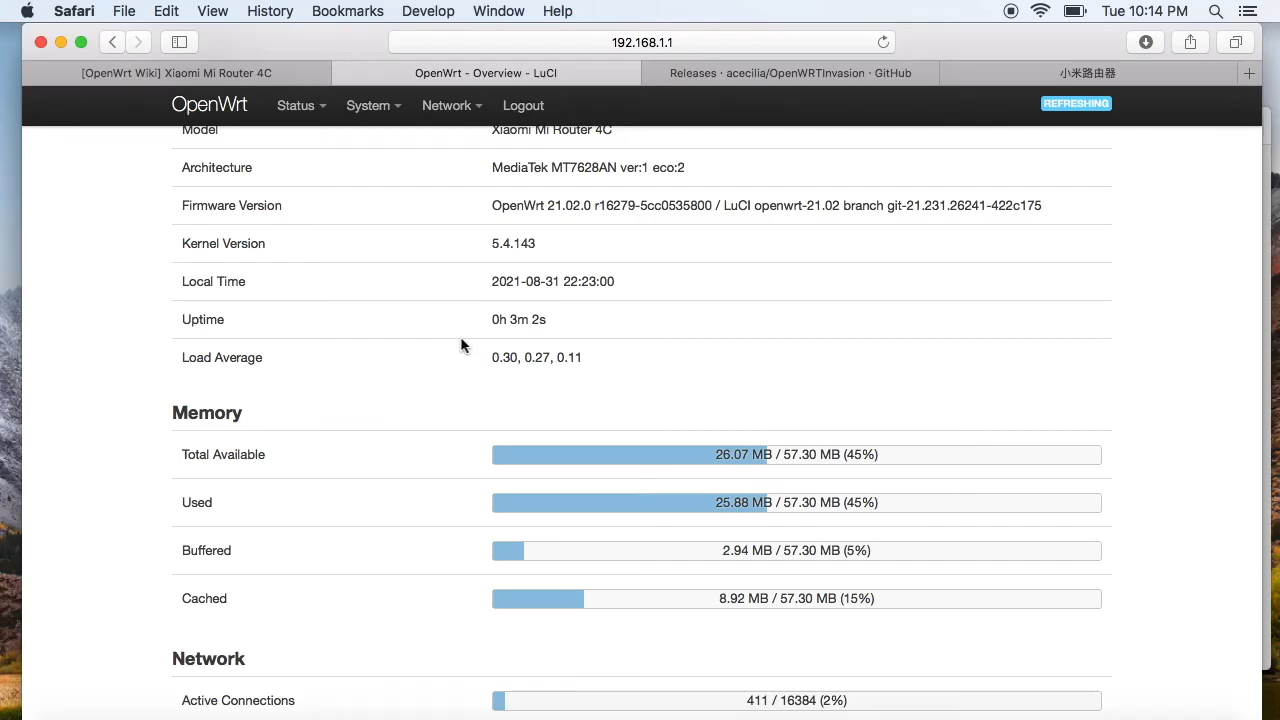 Safari File Edit View History Bookmarks Develop Window Help Tue 10:14 PM
192.168.1.1
[OpenWrt Wiki] Xiaomi Mi Router 4C OpenWrt - Overview - LuCI Releases · acecilia/OpenWRTInvasion · GitHub 小米路由器
OpenWrt Status System Network Logout REFRESHING
Model Xiaomi Mi Router 4C
Architecture MediaTek MT7628AN ver:1 eco:2
Firmware Version OpenWrt 21.02.0 r16279-5cc0535800 / LuCI openwrt-21.02 branch git-21.231.26241-422c175
Kernel Version 5.4.143
Local Time 2021-08-31 22:23:00
Uptime 0h 3m 2s
Load Average 0.30, 0.27, 0.11
Memory
Total Available 26.07 MB / 57.30 MB (45%)
Used 25.88 MB / 57.30 MB (45%)
Buffered 2.94 MB / 57.30 MB (5%)
Cached 8.92 MB / 57.30 MB (15%)
Network
Active Connections 411 / 16384 (2%)